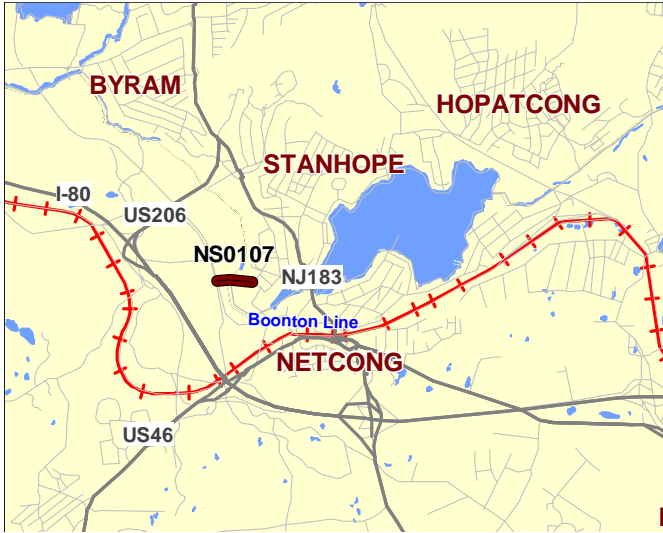 BYRAM
HOPATCONG
STANHOPE
I-80
US206
NS0107
NJ183
Boonton Line
NETCONG
US46